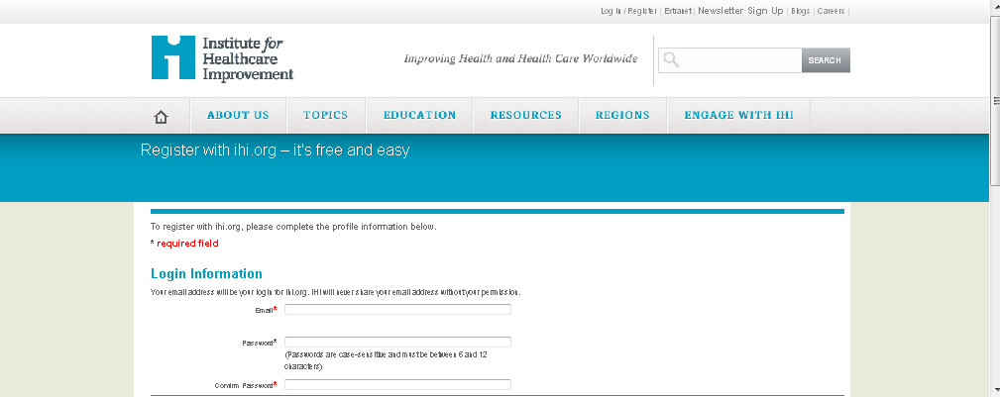 Log In / Register | Extranet | Newsletter Sign Up | Blogs | Careers |
Institute for
Healthcare
Improvement
Improving Health and Health Care Worldwide
SEARCH
ABOUT US TOPICS EDUCATION RESOURCES REGIONS ENGAGE WITH IHI
Register with ihi.org – it's free and easy
To register with ihi.org, please complete the profile information below.
* required field
Login Information
Your email address will be your login for ihi.org. IHI will never share your email address without your permission.
Email*
Password*
(Passwords are case-sensitive and must be between 6 and 12
characters)
Confirm Password*